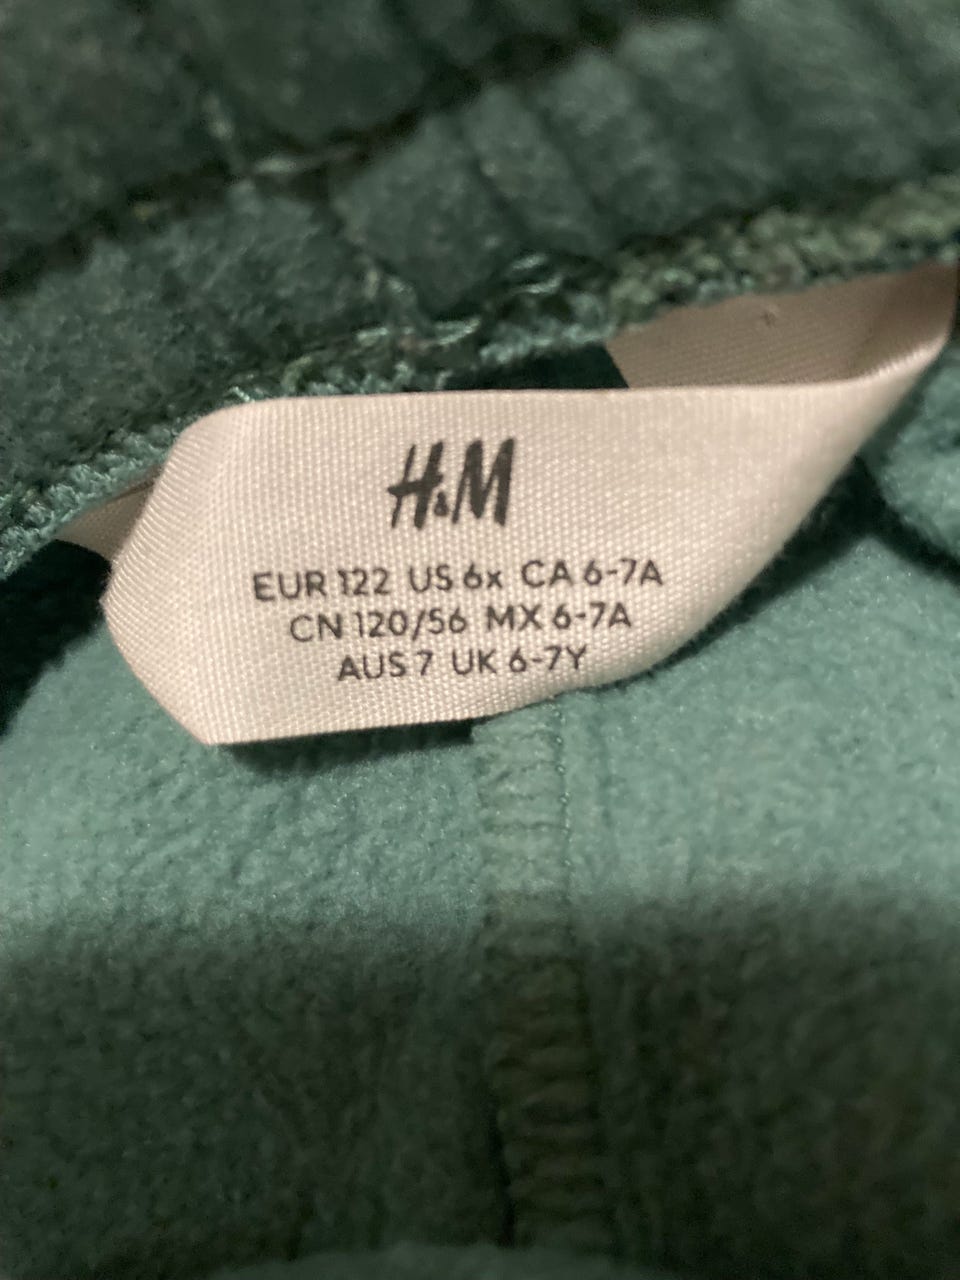 H&M
EUR 122 US 6x CA 6-7A
CN 120/56 MX 6-7A
AUS 7 UK 6-7Y